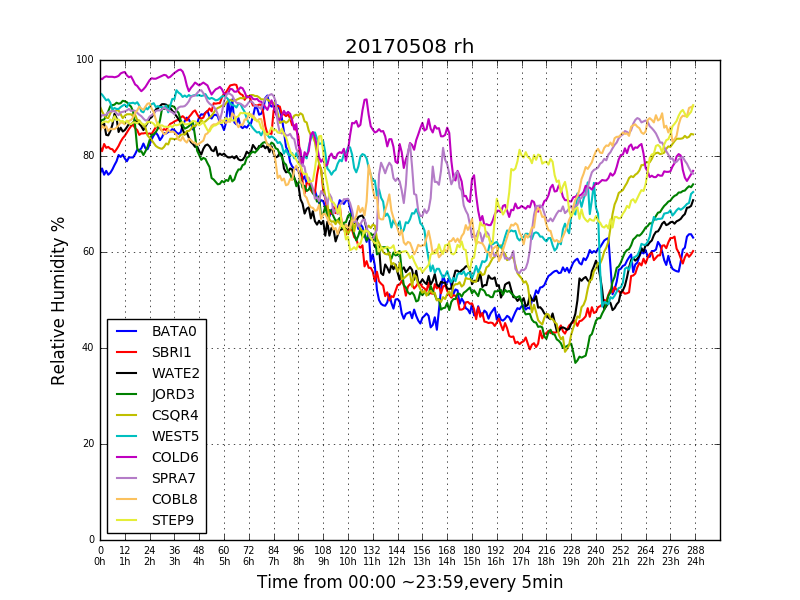 20170508 rh
100
80
60
40
20
0
Relative Humidity %
BATA0
SBRI1
WATE2
JORD3
CSQR4
WEST5
COLD6
SPRA7
COBL8
STEP9
0 12 24 36 48 60 72 84 96 108 120 132 144 156 168 180 192 204 216 228 240 252 264 276 288
0h 1h 2h 3h 4h 5h 6h 7h 8h 9h 10h 11h 12h 13h 14h 15h 16h 17h 18h 19h 20h 21h 22h 23h 24h
Time from 00:00 ~23:59,every 5min